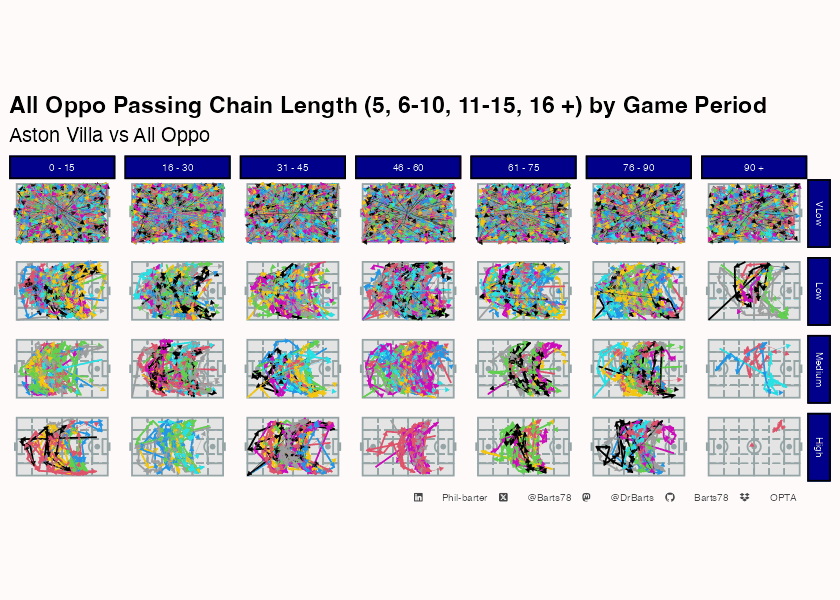 All Oppo Passing Chain Length (5, 6-10, 11-15, 16 +) by Game Period
Aston Villa vs All Oppo
0 - 15 16 - 30 31 - 45 46 - 60 61 - 75 76 - 90 90 +
VLow
Low
Medium
High
Phil-barter @Barts78 @DrBarts Barts78 OPTA